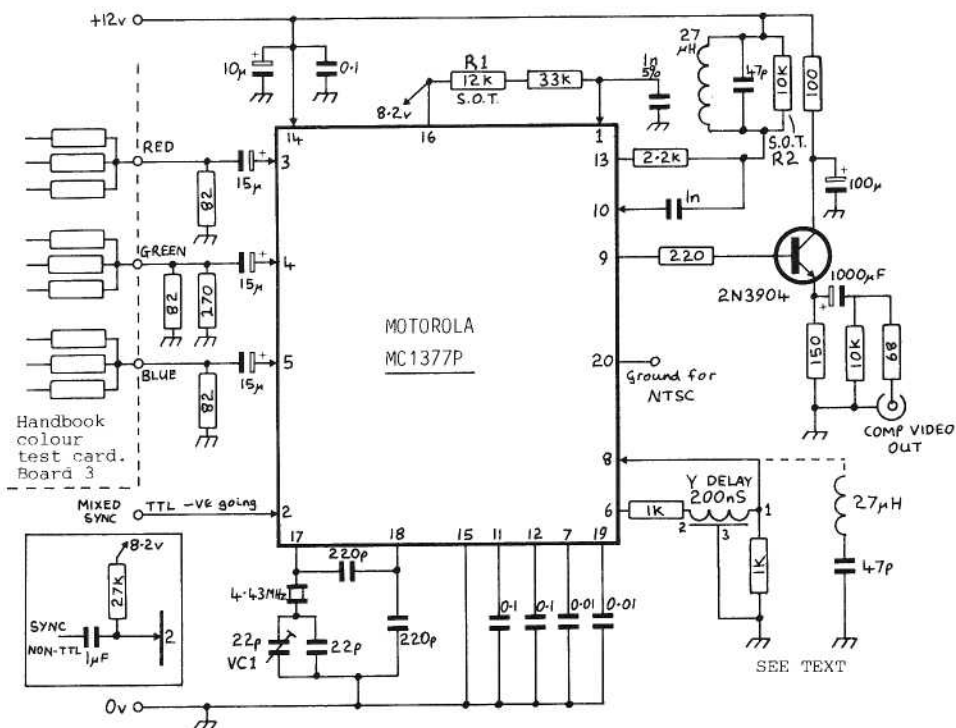 +12v
10μ
+
0.1
8.2v
R1
12K
S.O.T.
33K
1n
5%
27
μH
47p
10K
100
S.O.T.
R2
14
16
1
RED
3
15μ
+
82
13
2.2K
10
1n
100μ
+
GREEN
4
15μ
+
82
170
9
220
2N3904
1000μF
+
MOTOROLA
MC1377P
BLUE
5
15μ
+
82
20
Ground for
NTSC
150
10K
68
COMP VIDEO
OUT
Handbook
colour
test card.
Board 3
8
MIXED
SYNC
TTL -VE going
2
6
1K
Y DELAY
200nS
2
3
1
1K
27μH
47p
17
18
15
11
12
7
19
220p
4.43MHz
22p
VC1
22p
220p
0.1
0.1
0.01
0.01
8.2v
27K
SYNC
NON-TTL
1μF
2
SEE TEXT
0v